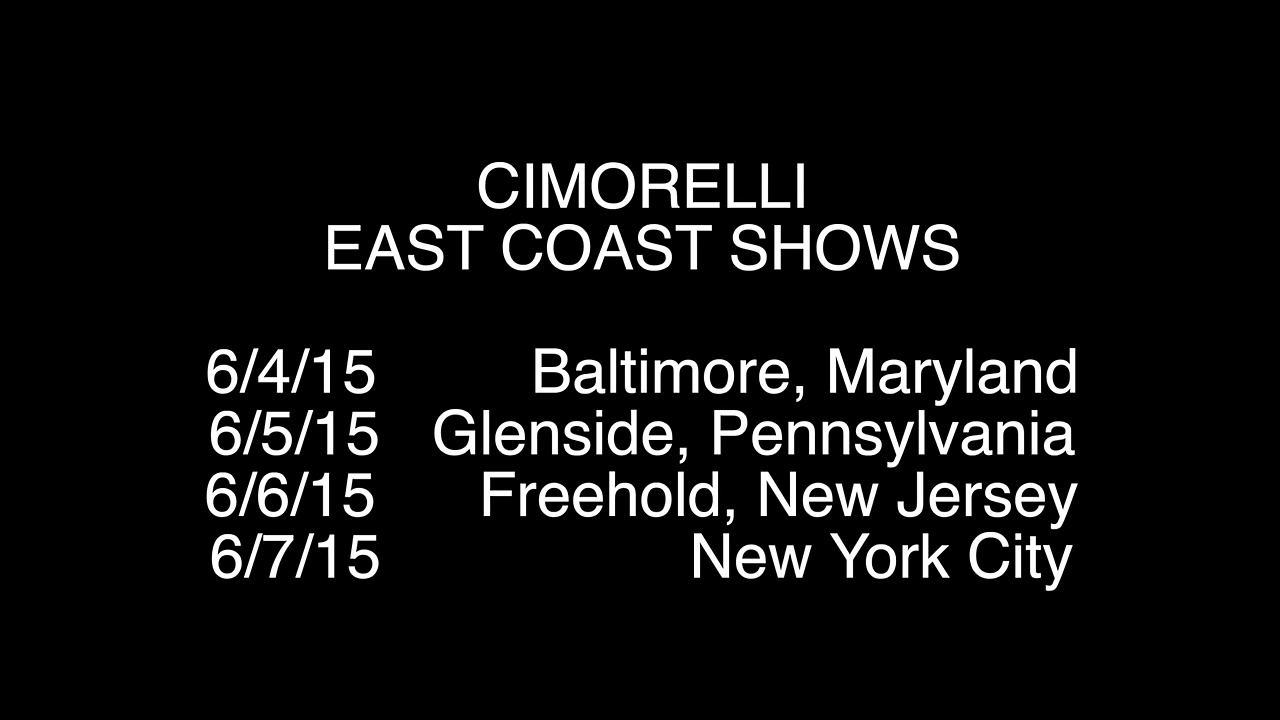 CIMORELLI
EAST COAST SHOWS
6/4/15 Baltimore, Maryland
6/5/15 Glenside, Pennsylvania
6/6/15 Freehold, New Jersey
6/7/15 New York City